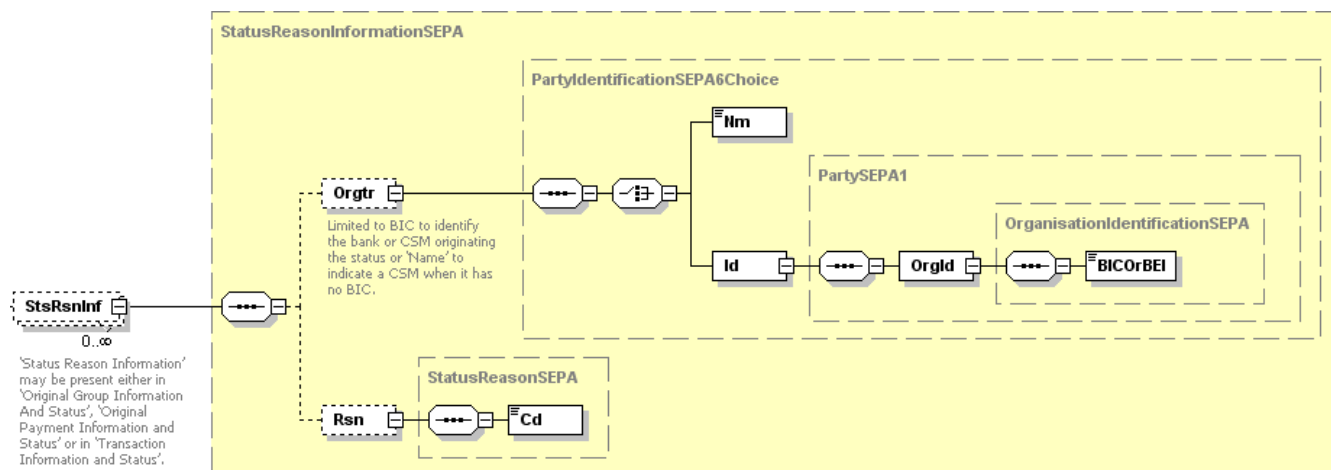 StatusReasonInformationSEPA
PartyIdentificationSEPA6Choice
Nm
PartySEPA1
Orgtr
OrganisationIdentificationSEPA
Limited to BIC to identify
the bank or CSM originating
the status or 'Name' to
indicate a CSM when it has
no BIC.
Id
OrgId
BICOrBEI
StsRsnInf
0..∞
'Status Reason Information'
may be present either in
'Original Group Information
And Status', 'Original
Payment Information and
Status' or in 'Transaction
Information and Status'.
StatusReasonSEPA
Rsn
Cd